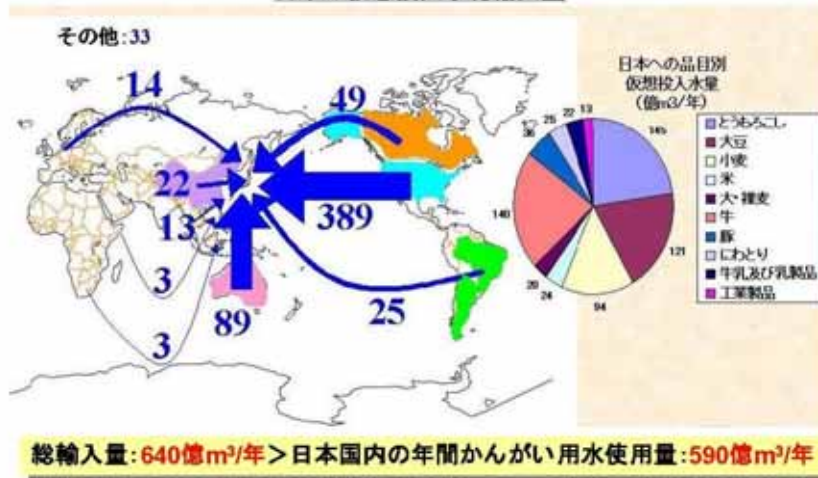 その他:33
14
49
22
13
389
3
89
25
3
日本への品目別
仮想投入水量
(億m3/年)
13
22
25
36
145
140
121
20
24
94
とうもろこし
大豆
小麦
米
大・裸麦
牛
豚
にわとり
牛乳及び乳製品
工業製品
総輸入量:640億m³/年>日本国内の年間かんがい用水使用量:590億m³/年